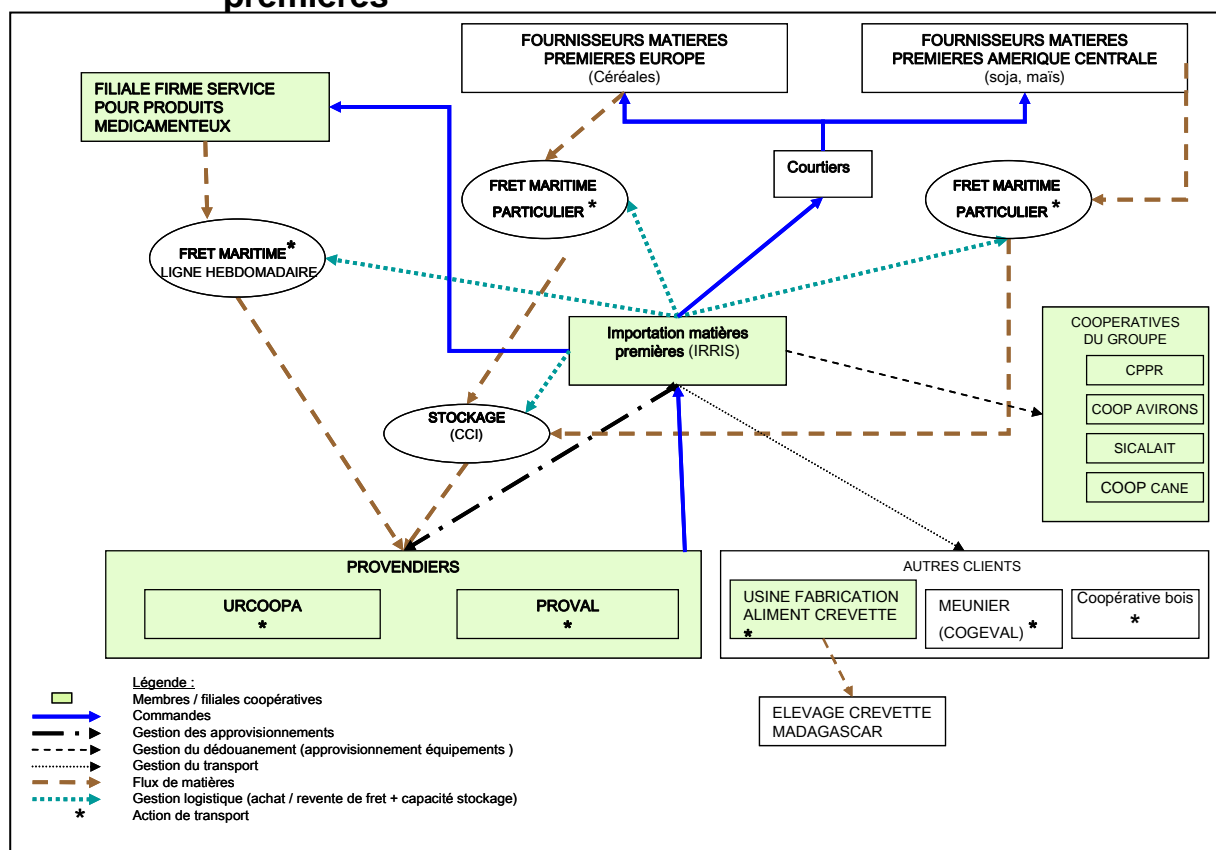 premières
FOURNISSEURS MATIERES
PREMIERES EUROPE
(Céréales)
FOURNISSEURS MATIERES
PREMIERES AMERIQUE CENTRALE
(soja, maïs)
FILIALE FIRME SERVICE
POUR PRODUITS
MEDICAMENTEUX
Courtiers
FRET MARITIME
PARTICULIER *
FRET MARITIME
PARTICULIER *
FRET MARITIME *
LIGNE HEBDOMADAIRE
Importation matières
premières (IRRIS)
COOPERATIVES
DU GROUPE
CPPR
COOP AVIRONS
SICALAIT
COOP CANE
STOCKAGE
(CCI)
PROVENDIERS
URCOOPA
*
PROVAL
*
AUTRES CLIENTS
USINE FABRICATION
ALIMENT CREVETTE
*
MEUNIER
(COGEVAL) *
Coopérative bois
*
ELEVAGE CREVETTE
MADAGASCAR
Légende :
Membres / filiales coopératives
Commandes
Gestion des approvisionnements
Gestion du dédouanement (approvisionnement équipements )
Gestion du transport
Flux de matières
Gestion logistique (achat / revente de fret + capacité stockage)
* Action de transport